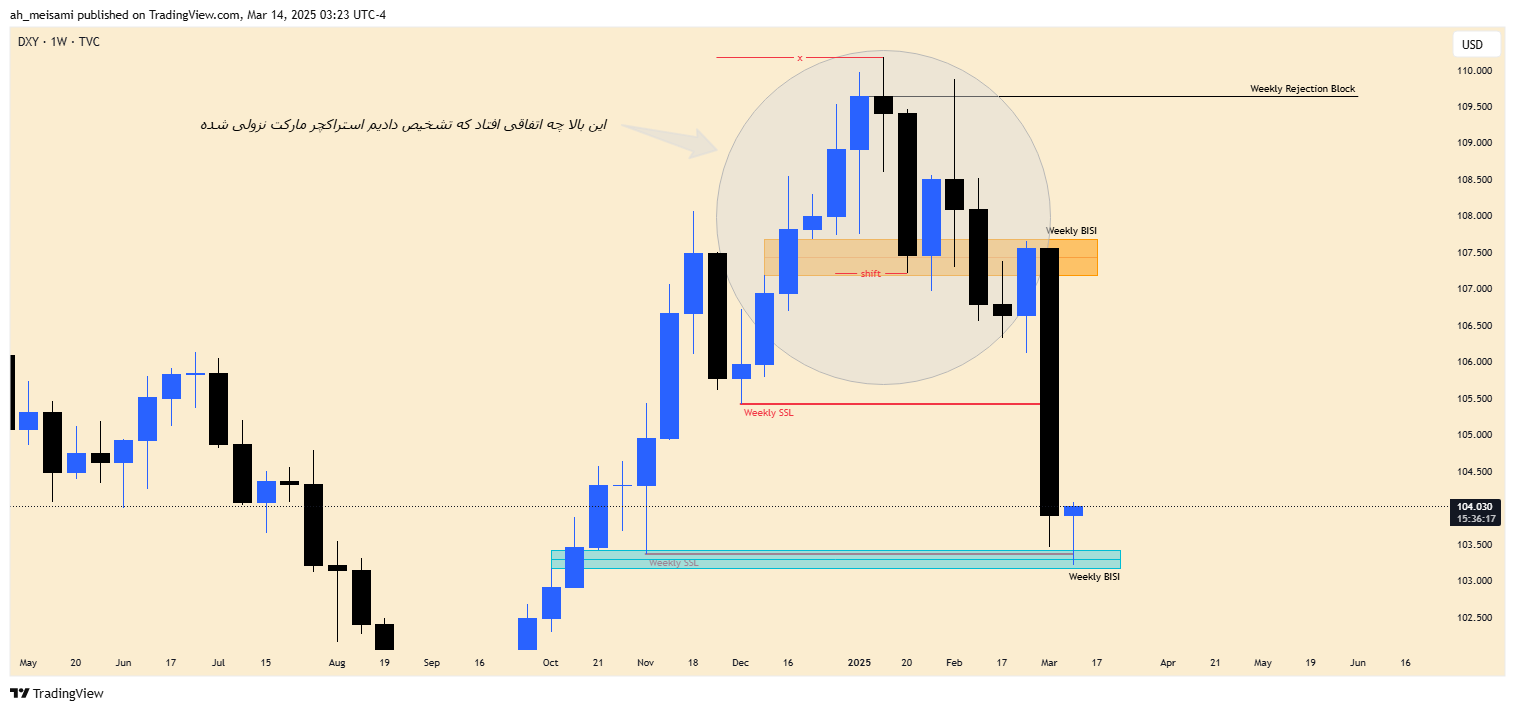 ah_meisami published on TradingView.com, Mar 14, 2025 03:23 UTC-4
DXY · 1W · TVC
USD
x
110.000
Weekly Rejection Block
109.500
این بالا چه اتفاقی افتاد که تشخیص دادیم استراکچر مارکت نزولی شده
109.000
108.500
108.000
Weekly BISI
107.500
shift
107.000
106.500
106.000
105.500
Weekly SSL
105.000
104.500
104.030
15:36:17
103.500
Weekly SSL
Weekly BISI
103.000
102.500
May 20 Jun 17 Jul 15 Aug 19 Sep 16 Oct 21 Nov 18 Dec 16 2025 20 Feb 17 Mar 17 Apr 21 May 19 Jun 16
TradingView